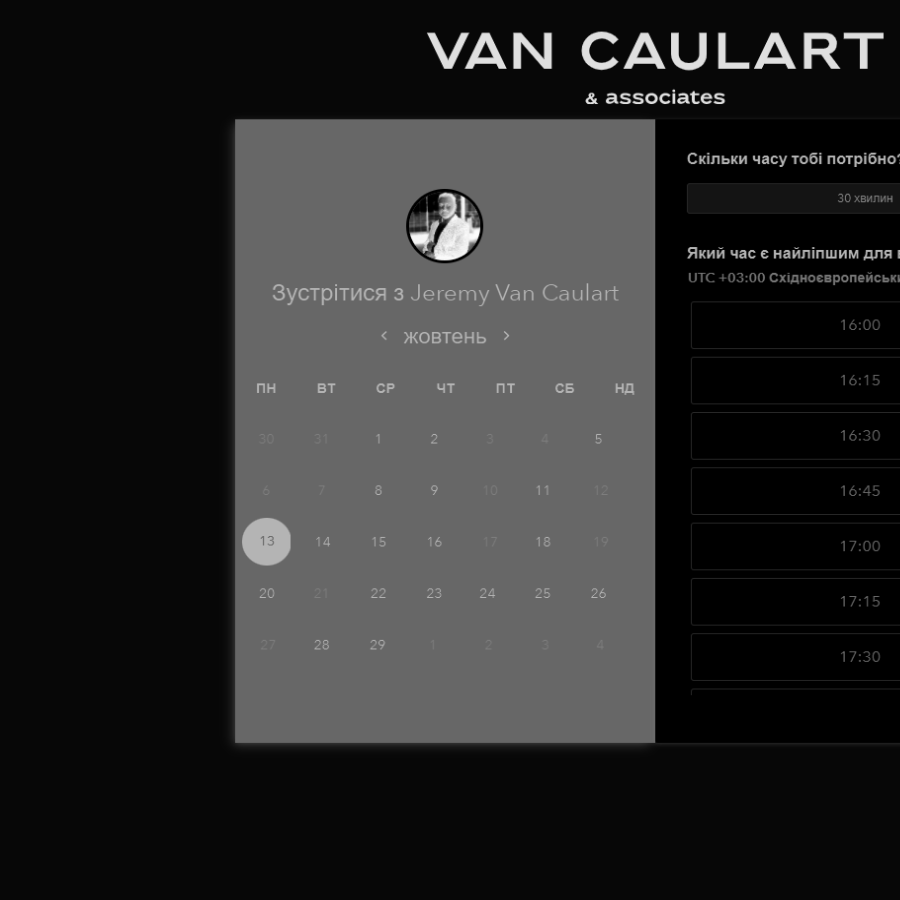 VAN CAULART
& associates
Зустрітися з Jeremy Van Caulart
жовтень
ПН ВТ СР ЧТ ПТ СБ НД
30 31 1 2 3 4 5
6 7 8 9 10 11 12
13 14 15 16 17 18 19
20 21 22 23 24 25 26
27 28 29 1 2 3 4
Скільки часу тобі потрібно?
30 хвилин
Який час є найліпшим для
UTC +03:00
16:00
16:15
16:30
16:45
17:00
17:15
17:30